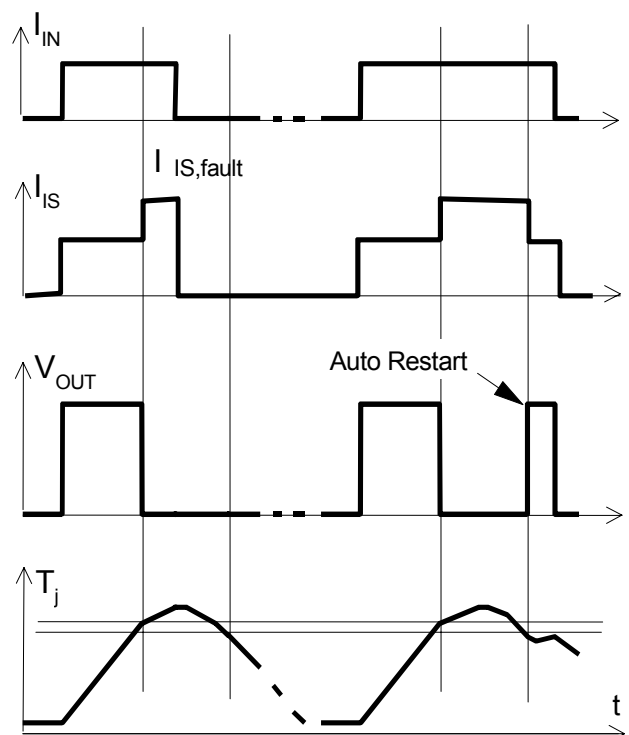 I_IN
I_IS,fault
I_IS
V_OUT
Auto Restart
T_j
t